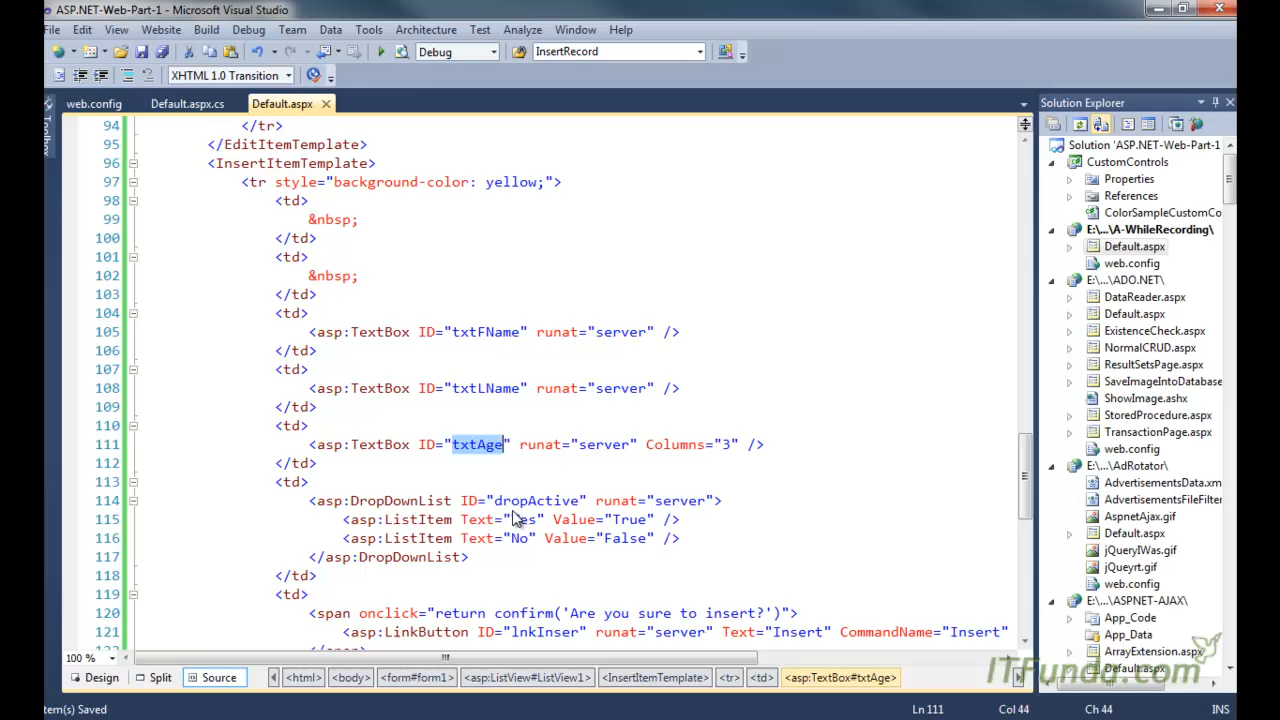 ASP.NET-Web-Part-1 - Microsoft Visual Studio
File Edit View Website Build Debug Team Data Tools Architecture Test Analyze Window Help
Debug InsertRecord
XHTML 1.0 Transition
web.config Default.aspx.cs Default.aspx
94 </tr>
95 </EditItemTemplate>
96 <InsertItemTemplate>
97 <tr style="background-color: yellow;">
98 <td>
99 &nbsp;
100 </td>
101 <td>
102 &nbsp;
103 </td>
104 <td>
105 <asp:TextBox ID="txtFName" runat="server" />
106 </td>
107 <td>
108 <asp:TextBox ID="txtLName" runat="server" />
109 </td>
110 <td>
111 <asp:TextBox ID="txtAge" runat="server" Columns="3" />
112 </td>
113 <td>
114 <asp:DropDownList ID="dropActive" runat="server">
115 <asp:ListItem Text="Yes" Value="True" />
116 <asp:ListItem Text="No" Value="False" />
117 </asp:DropDownList>
118 </td>
119 <td>
120 <span onclick="return confirm('Are you sure to insert?')">
121 <asp:LinkButton ID="lnkInser" runat="server" Text="Insert" CommandName="Insert"
100 %
Design Split Source <html> <body> <form#form1> <asp:ListView#ListView1> <InsertItemTemplate> <tr> <td> <asp:TextBox#txtAge>
Item(s) Saved Ln 111 Col 44 Ch 44 INS
Toolbox
Solution Explorer
Solution 'ASP.NET-Web-Part-1
CustomControls
Properties
References
ColorSampleCustomCo
E:\...\A-WhileRecording\
Default.aspx
web.config
E:\...\ADO.NET\
DataReader.aspx
Default.aspx
ExistenceCheck.aspx
NormalCRUD.aspx
ResultSetsPage.aspx
SaveImageIntoDatabase
ShowImage.ashx
StoredProcedure.aspx
TransactionPage.aspx
web.config
E:\...\AdRotator\
AdvertisementsData.xm
AdvertisementsFileFilter
AspnetAjax.gif
Default.aspx
jQueryIWas.gif
jQueyrt.gif
web.config
E:\...\ASPNET-AJAX\
App_Code
App_Data
ArrayExtension.aspx
Default.aspx
ITFunda.com